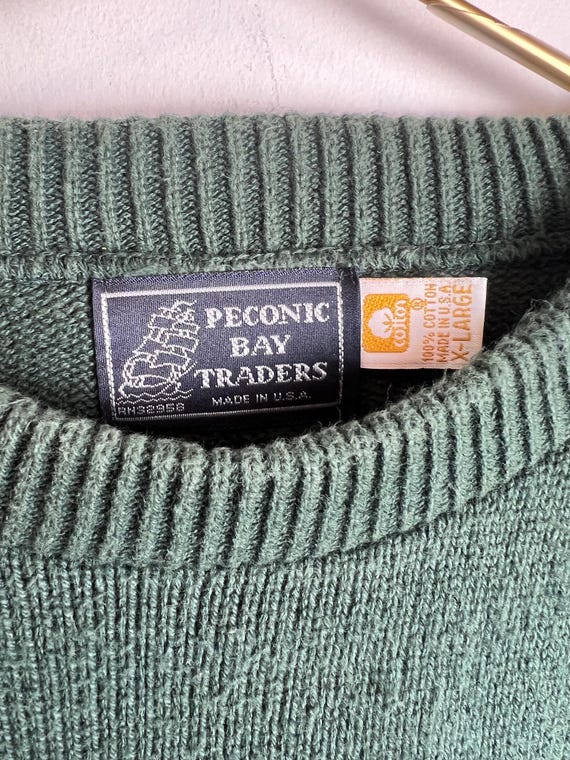 PECONIC
BAY
TRADERS
MADE IN U.S.A.
RN32958
cotton
®
100% COTTON
MADE IN U.S.A.
X-LARGE